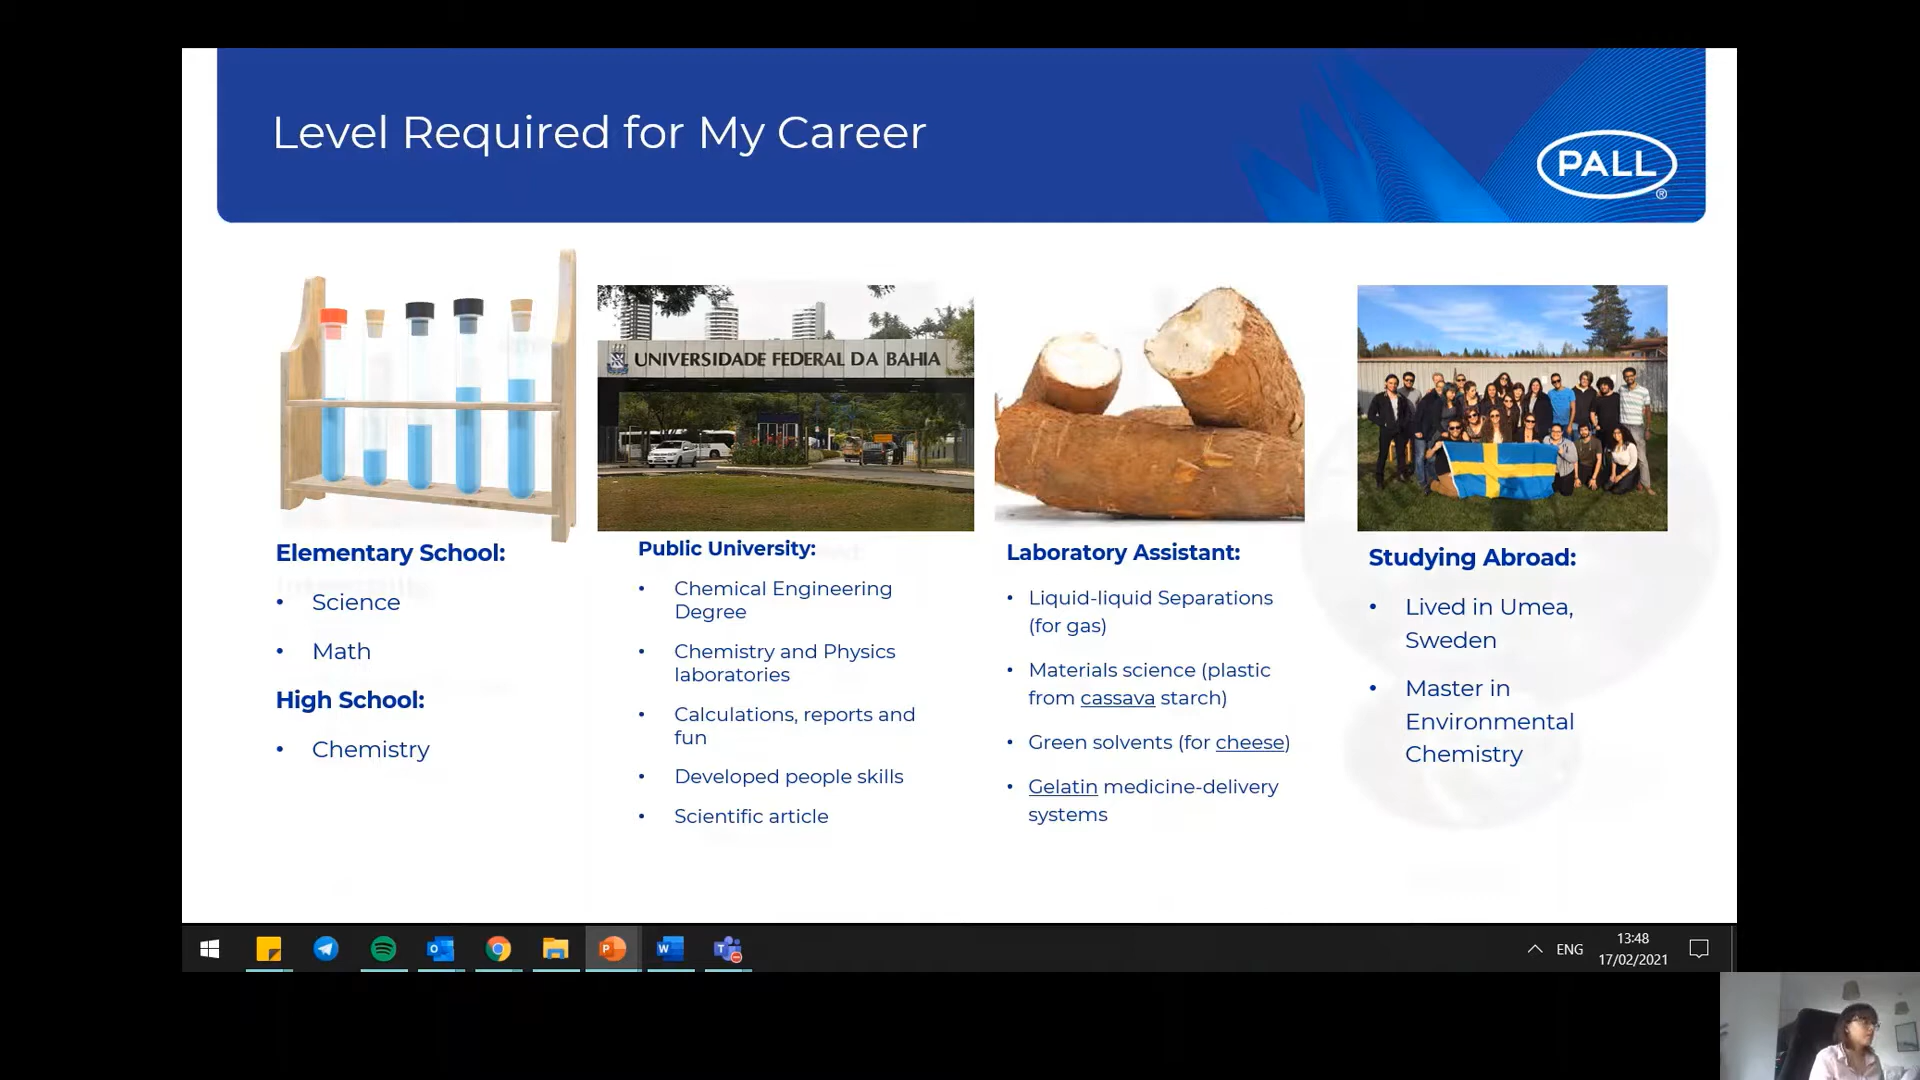 Level Required for My Career
PALL
®
UNIVERSIDADE FEDERAL DA BAHIA
Elementary School:
• Science
• Math
High School:
• Chemistry
Public University:
• Chemical Engineering
Degree
• Chemistry and Physics
laboratories
• Calculations, reports and
fun
• Developed people skills
• Scientific article
Laboratory Assistant:
• Liquid-liquid Separations
(for gas)
• Materials science (plastic
from cassava starch)
• Green solvents (for cheese)
• Gelatin medicine-delivery
systems
Studying Abroad:
• Lived in Umea,
Sweden
• Master in
Environmental
Chemistry
ENG
13:48
17/02/2021